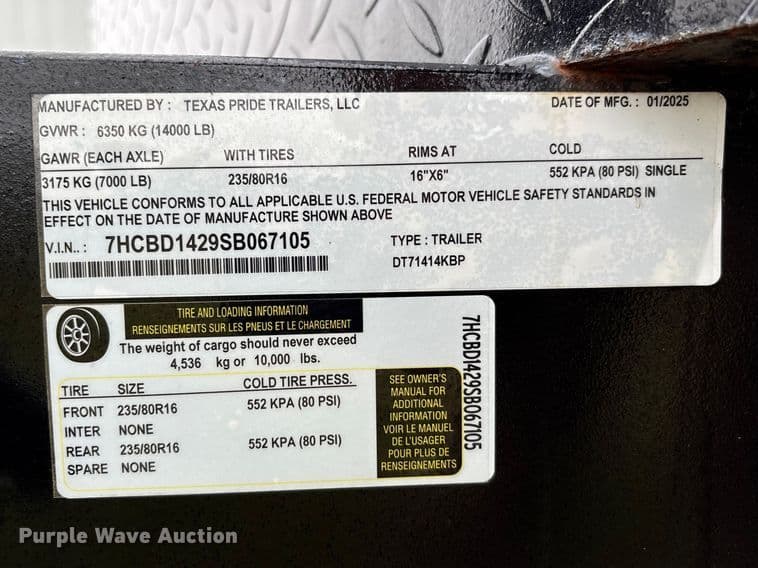 MANUFACTURED BY : TEXAS PRIDE TRAILERS, LLC DATE OF MFG. : 01/2025
GVWR : 6350 KG (14000 LB)
GAWR (EACH AXLE) WITH TIRES RIMS AT COLD
3175 KG (7000 LB) 235/80R16 16"X6" 552 KPA (80 PSI) SINGLE
THIS VEHICLE CONFORMS TO ALL APPLICABLE U.S. FEDERAL MOTOR VEHICLE SAFETY STANDARDS IN
EFFECT ON THE DATE OF MANUFACTURE SHOWN ABOVE
V.I.N.. : 7HCBD1429SB067105 TYPE : TRAILER
DT71414KBP
TIRE AND LOADING INFORMATION
RENSEIGNEMENTS SUR LES PNEUS ET LE CHARGEMENT
The weight of cargo should never exceed
4,536 kg or 10,000 lbs.
TIRE SIZE COLD TIRE PRESS.
FRONT 235/80R16 552 KPA (80 PSI)
INTER NONE
REAR 235/80R16 552 KPA (80 PSI)
SPARE NONE
SEE OWNER'S
MANUAL FOR
ADDITIONAL
INFORMATION
VOIR LE MANUEL
DE L'USAGER
POUR PLUS DE
RENSEIGNEMENTS
7HCBD1429SB067105
Purple Wave Auction